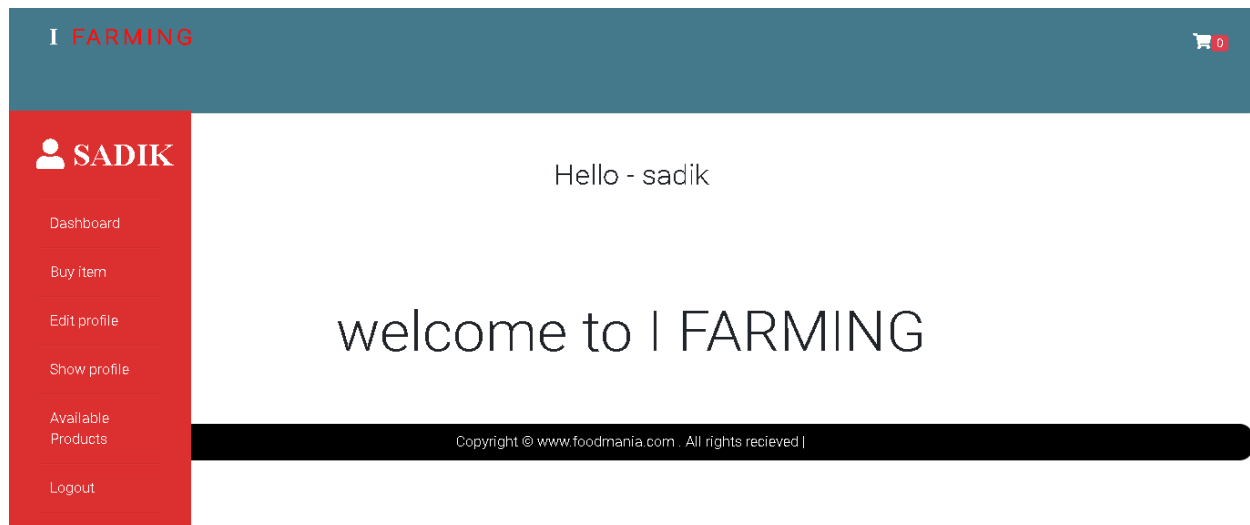 I FARMING
0
SADIK
Hello - sadik
Dashboard
Buy item
welcome to I FARMING
Edit profile
Show profile
Available
Products
Copyright © www.foodmania.com . All rights recieved |
Logout